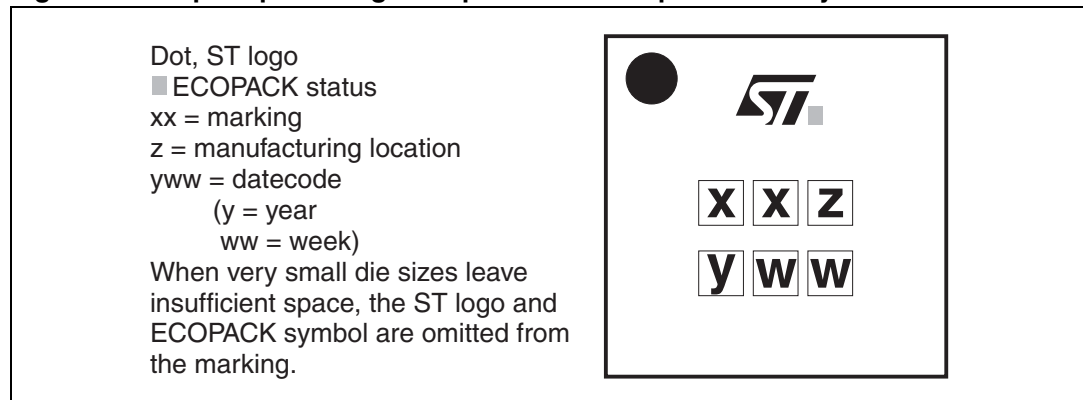 Dot, ST logo
ECOPACK status
xx = marking
z = manufacturing location
yww = datecode
(y = year
ww = week)
When very small die sizes leave
insufficient space, the ST logo and
ECOPACK symbol are omitted from
the marking.
ST
x x z
y w w